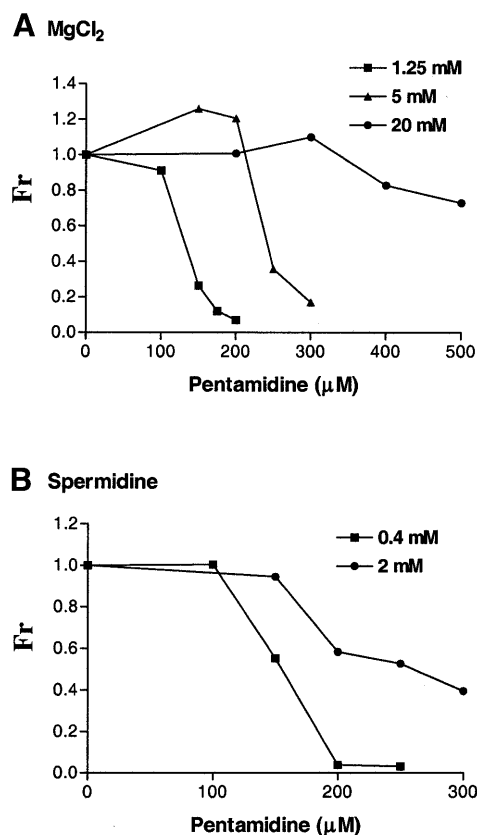 A MgCl₂
1.25 mM
5 mM
20 mM
1.4
1.2
1.0
0.8
0.6
0.4
0.2
0.0
Fr
0 100 200 300 400 500
Pentamidine (μM)
B Spermidine
0.4 mM
2 mM
1.2
1.0
0.8
0.6
0.4
0.2
0.0
Fr
0 100 200 300
Pentamidine (μM)